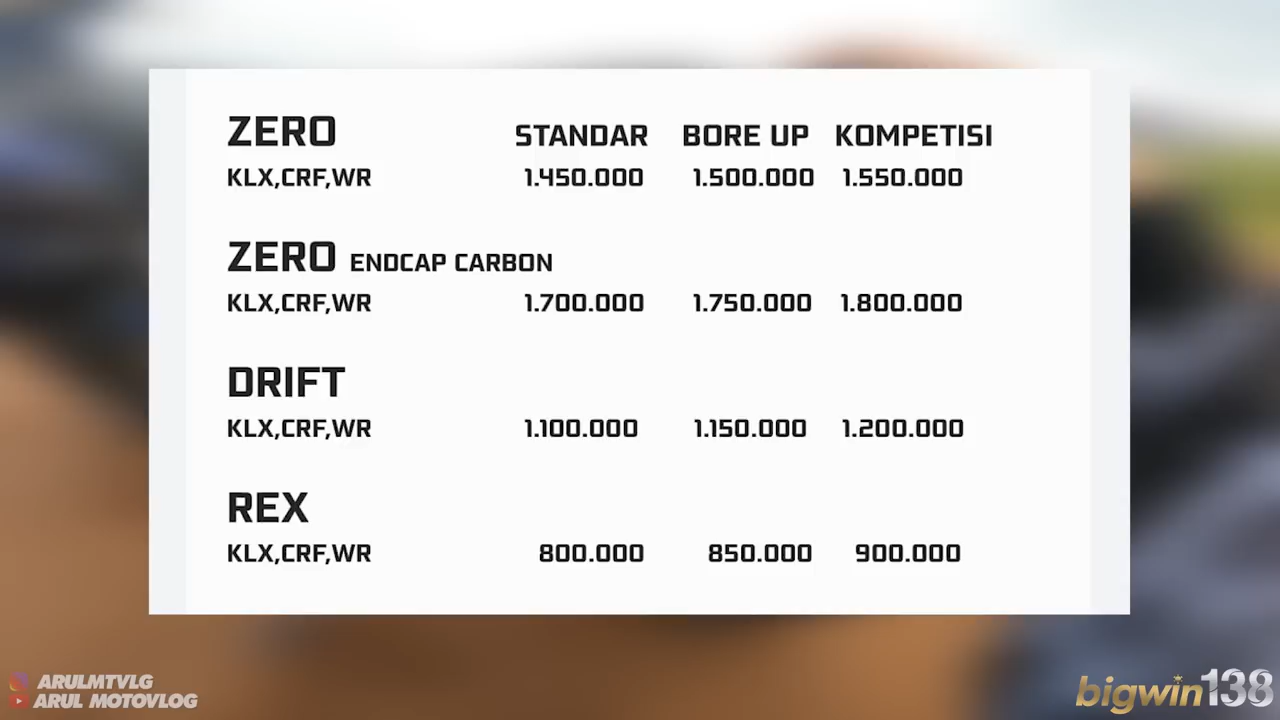 ZERO STANDAR BORE UP KOMPETISI
KLX,CRF,WR 1.450.000 1.500.000 1.550.000
ZERO ENDCAP CARBON
KLX,CRF,WR 1.700.000 1.750.000 1.800.000
DRIFT
KLX,CRF,WR 1.100.000 1.150.000 1.200.000
REX
KLX,CRF,WR 800.000 850.000 900.000
ARULMTVLG
ARUL MOTOVLOG
bigwin138